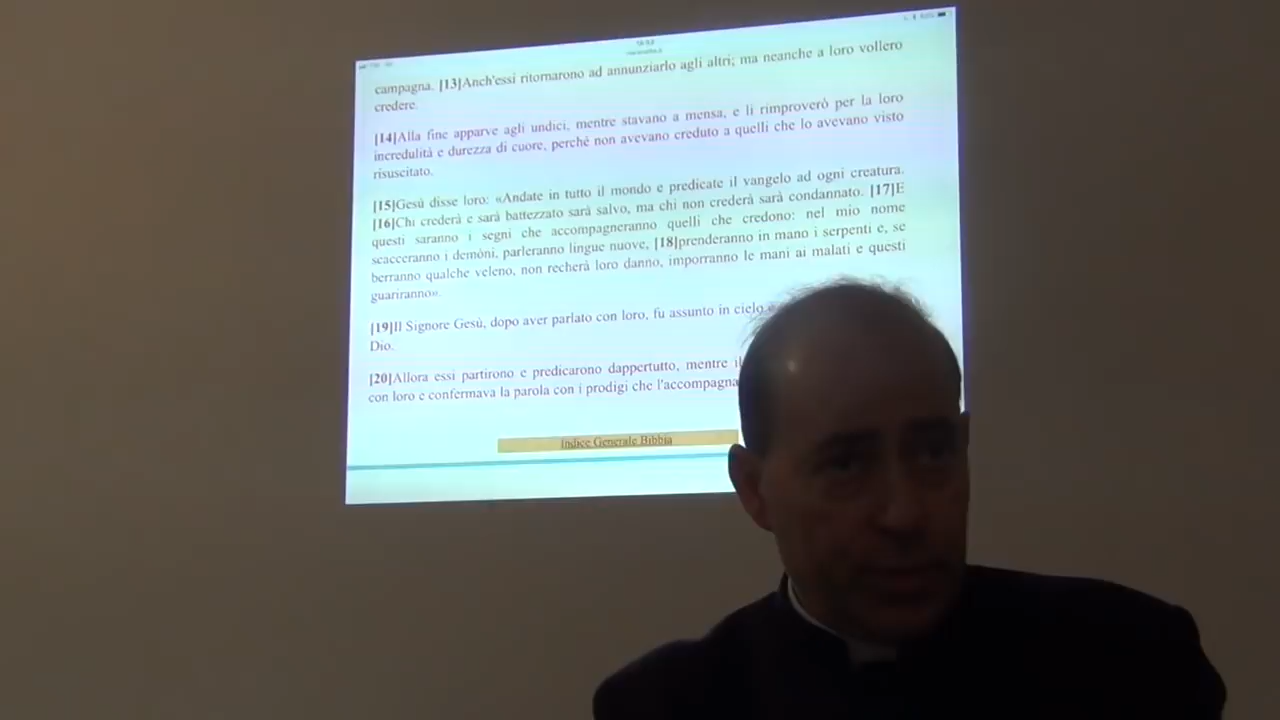 campagna. [13]Anch'essi ritornarono ad annunziarlo agli altri; ma neanche a loro vollero
credere.
[14]Alla fine apparve agli undici, mentre stavano a mensa, e li rimproverò per la loro
incredulità e durezza di cuore, perché non avevano creduto a quelli che lo avevano visto
risuscitato.
[15]Gesù disse loro: «Andate in tutto il mondo e predicate il vangelo ad ogni creatura.
[16]Chi crederà e sarà battezzato sarà salvo, ma chi non crederà sarà condannato. [17]E
questi saranno i segni che accompagneranno quelli che credono: nel mio nome
scacceranno i demòni, parleranno lingue nuove, [18]prenderanno in mano i serpenti e, se
berranno qualche veleno, non recherà loro danno, imporranno le mani ai malati e questi
guariranno».
[19]Il Signore Gesù, dopo aver parlato con loro, fu assunto in cielo
Dio.
[20]Allora essi partirono e predicarono dappertutto, mentre il
con loro e confermava la parola con i prodigi che l'accompagna
Indice Generale Bibbia